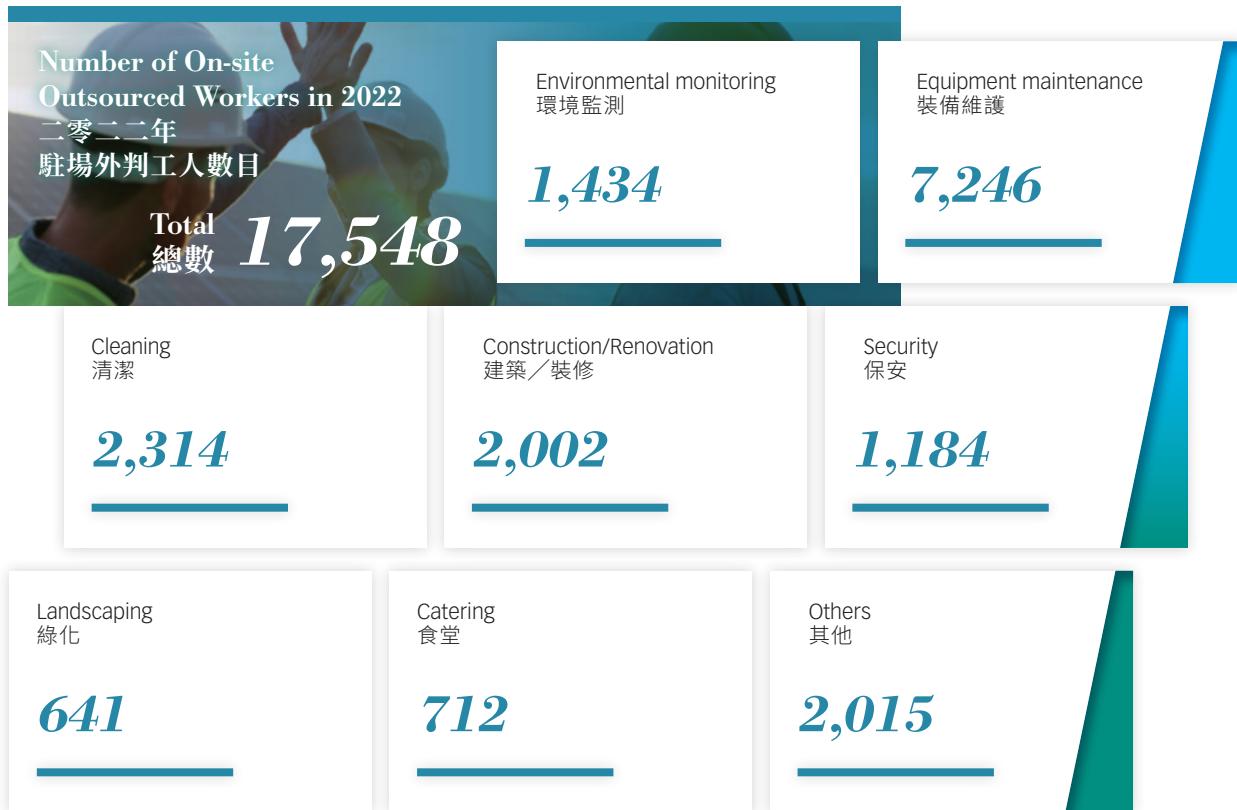 Number of On-site
Outsourced Workers in 2022
二零二二年
駐場外判工人數目
Total
總數
17,548
Environmental monitoring
環境監測
1,434
Equipment maintenance
裝備維護
7,246
Cleaning
清潔
2,314
Construction/Renovation
建築／裝修
2,002
Security
保安
1,184
Landscaping
綠化
641
Catering
食堂
712
Others
其他
2,015